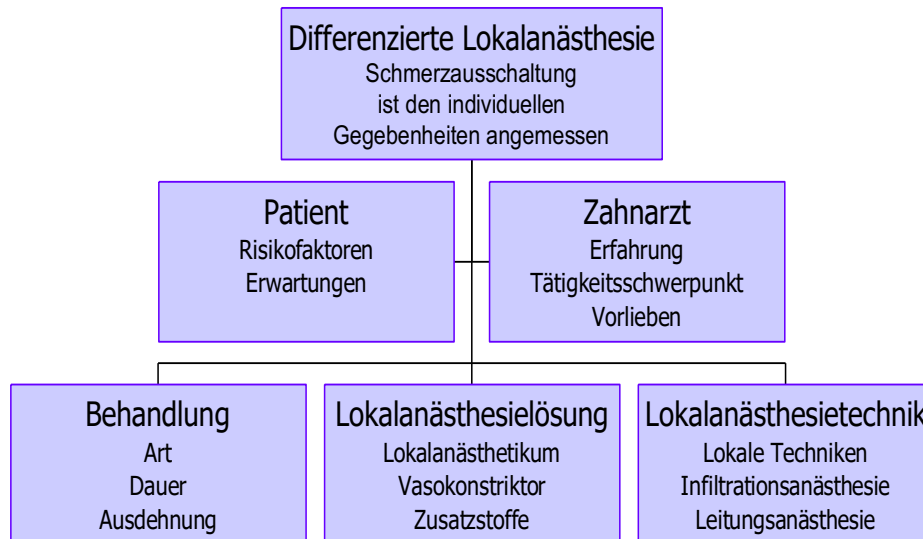 Differenzierte Lokalanästhesie
Schmerzausschaltung
ist den individuellen
Gegebenheiten angemessen
Patient
Risikofaktoren
Erwartungen
Zahnarzt
Erfahrung
Tätigkeitsschwerpunkt
Vorlieben
Behandlung
Art
Dauer
Ausdehnung
Lokalanästhesielösung
Lokalanästhetikum
Vasokonstriktor
Zusatzstoffe
Lokalanästhesietechnik
Lokale Techniken
Infiltrationsanästhesie
Leitungsanästhesie